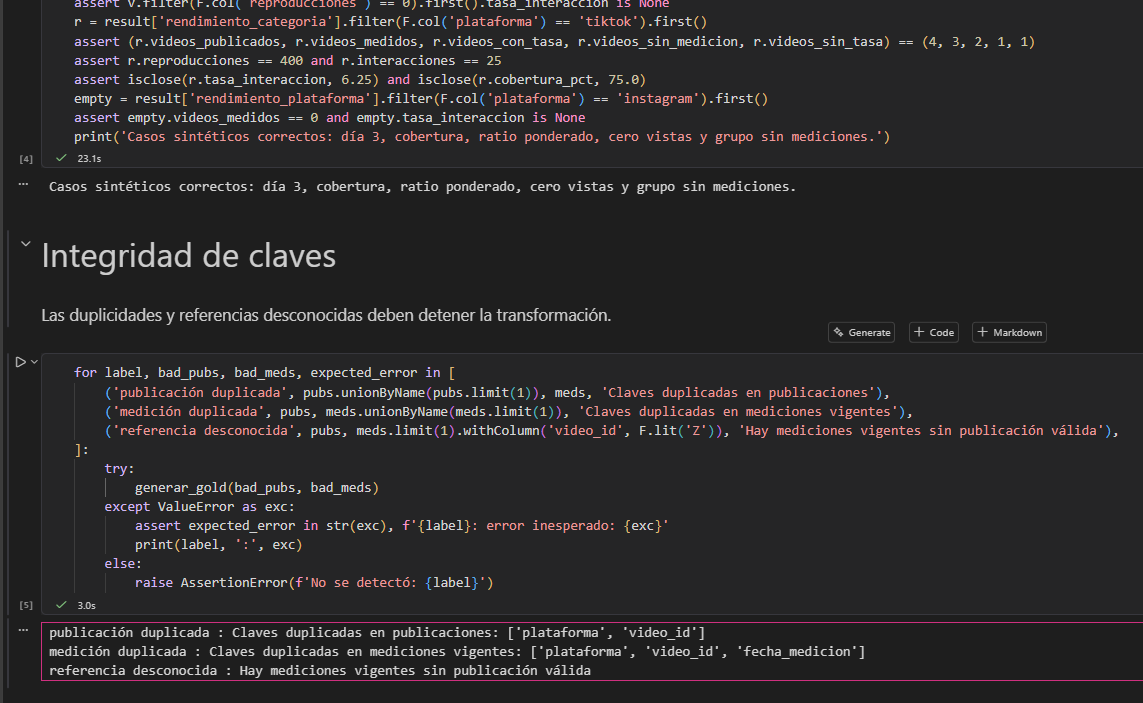 assert v.filter(F.col('reproducciones') == 0).first().tasa_interaccion is None
r = result['rendimiento_categoria'].filter(F.col('plataforma') == 'tiktok').first()
assert (r.videos_publicados, r.videos_medidos, r.videos_con_tasa, r.videos_sin_medicion, r.videos_sin_tasa) == (4, 3, 2, 1, 1)
assert r.reproducciones == 400 and r.interacciones == 25
assert isclose(r.tasa_interaccion, 6.25) and isclose(r.cobertura_pct, 75.0)
empty = result['rendimiento_plataforma'].filter(F.col('plataforma') == 'instagram').first()
assert empty.videos_medidos == 0 and empty.tasa_interaccion is None
print('Casos sintéticos correctos: día 3, cobertura, ratio ponderado, cero vistas y grupo sin mediciones.')
[4] ✓ 23.1s
... Casos sintéticos correctos: día 3, cobertura, ratio ponderado, cero vistas y grupo sin mediciones.
Integridad de claves
Las duplicidades y referencias desconocidas deben detener la transformación.
Generate + Code + Markdown
for label, bad_pubs, bad_meds, expected_error in [
    ('publicación duplicada', pubs.unionByName(pubs.limit(1)), meds, 'Claves duplicadas en publicaciones'),
    ('medición duplicada', pubs, meds.unionByName(meds.limit(1)), 'Claves duplicadas en mediciones vigentes'),
    ('referencia desconocida', pubs, meds.limit(1).withColumn('video_id', F.lit('Z')), 'Hay mediciones vigentes sin publicación válida'),
]:
    try:
        generar_gold(bad_pubs, bad_meds)
    except ValueError as exc:
        assert expected_error in str(exc), f'{label}: error inesperado: {exc}'
        print(label, ':', exc)
    else:
        raise AssertionError(f'No se detectó: {label}')
[5] ✓ 3.0s
... publicación duplicada : Claves duplicadas en publicaciones: ['plataforma', 'video_id']
medición duplicada : Claves duplicadas en mediciones vigentes: ['plataforma', 'video_id', 'fecha_medicion']
referencia desconocida : Hay mediciones vigentes sin publicación válida